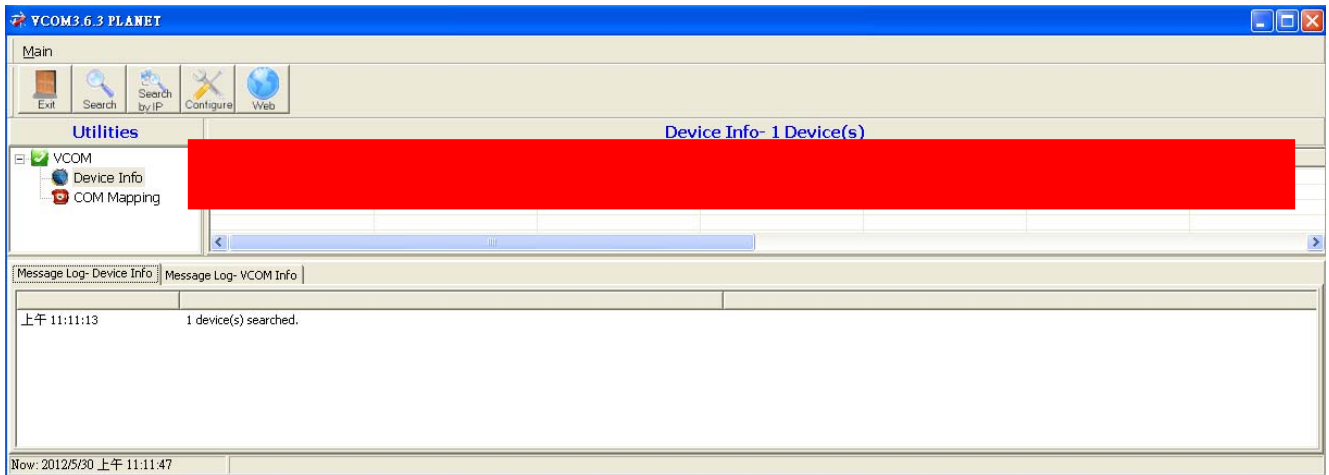 VCOM3.6.3 PLANET
Main
Exit
Search
Search by IP
Configure
Web
Utilities
Device Info- 1 Device(s)
VCOM
Device Info
COM Mapping
Message Log- Device Info
Message Log- VCOM Info
上午 11:11:13
1 device(s) searched.
Now: 2012/5/30 上午 11:11:47